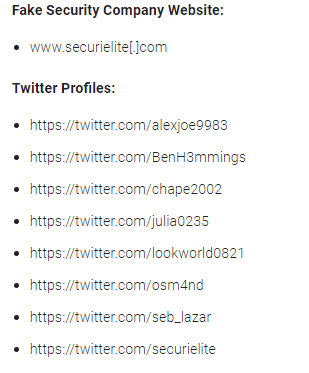 Fake Security Company Website:
• www.securielite[.]com
Twitter Profiles:
• https://twitter.com/alexjoe9983
• https://twitter.com/BenH3mmings
• https://twitter.com/chape2002
• https://twitter.com/julia0235
• https://twitter.com/lookworld0821
• https://twitter.com/osm4nd
• https://twitter.com/seb_lazar
• https://twitter.com/securielite